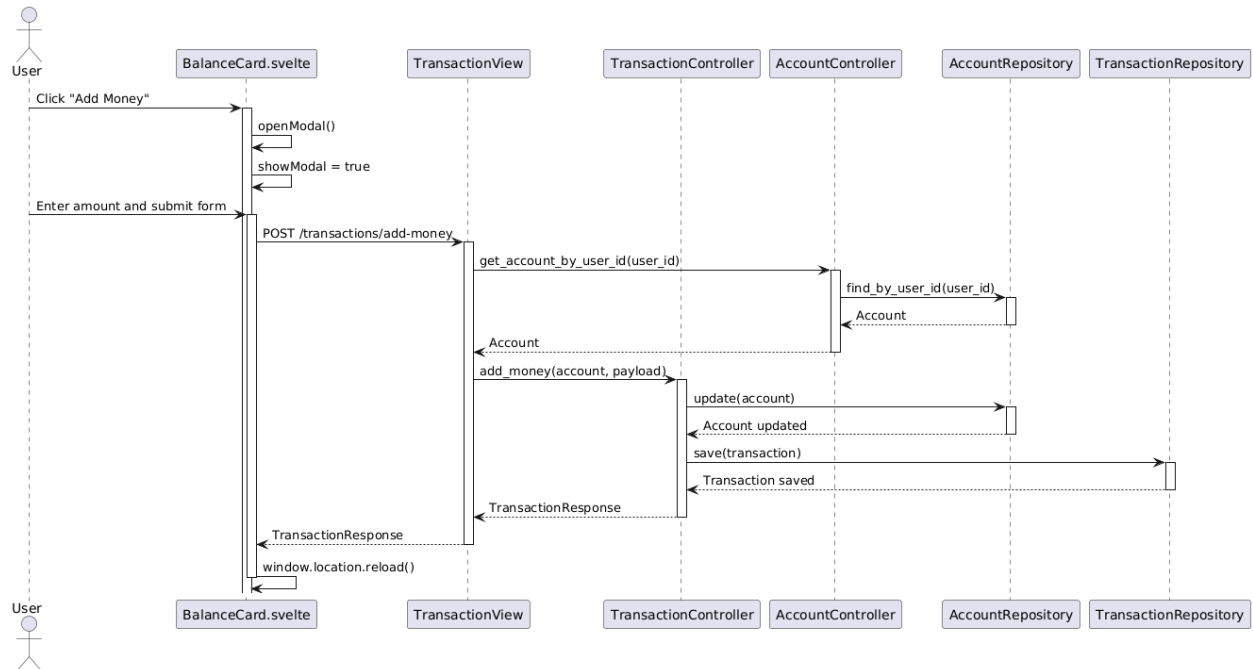 User
BalanceCard.svelte
TransactionView
TransactionController
AccountController
AccountRepository
TransactionRepository
Click "Add Money"
openModal()
showModal = true
Enter amount and submit form
POST /transactions/add-money
get_account_by_user_id(user_id)
find_by_user_id(user_id)
Account
Account
add_money(account, payload)
update(account)
Account updated
save(transaction)
Transaction saved
TransactionResponse
TransactionResponse
window.location.reload()
User
BalanceCard.svelte
TransactionView
TransactionController
AccountController
AccountRepository
TransactionRepository